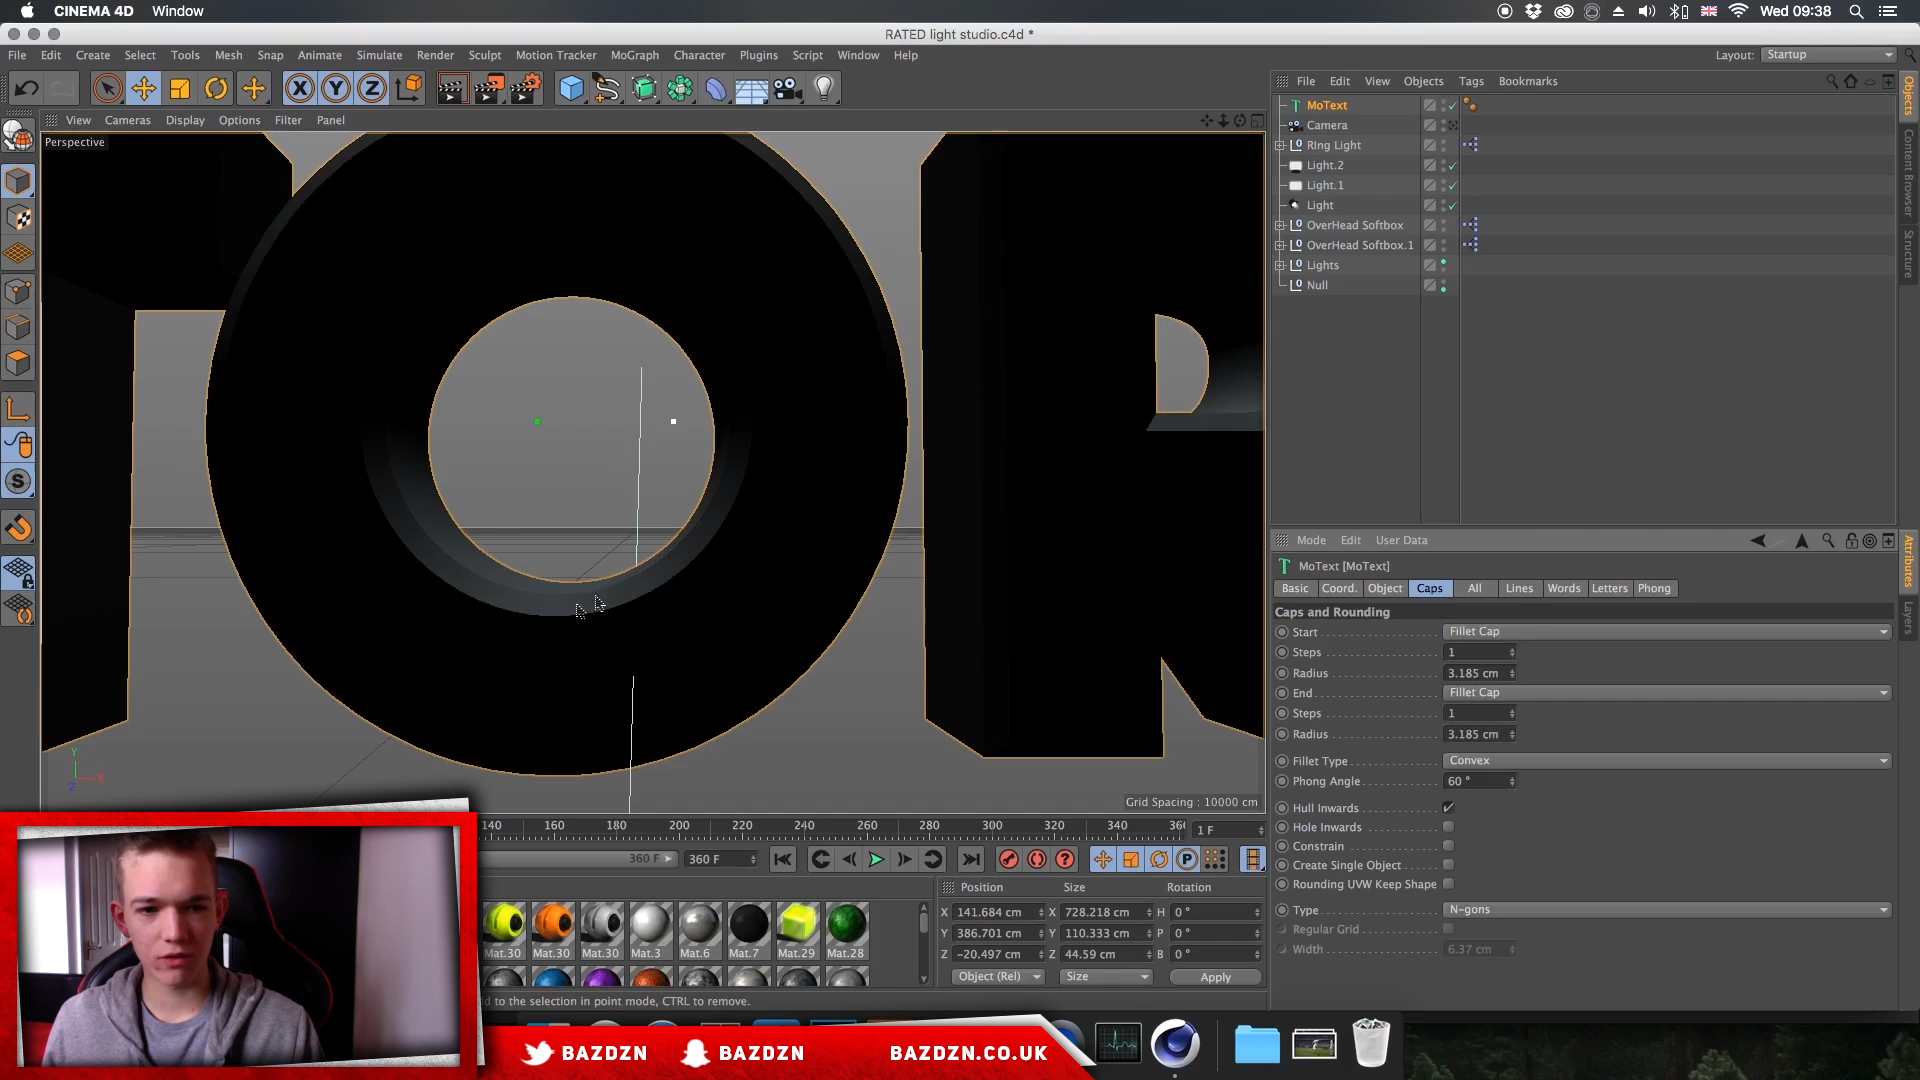 CINEMA 4D Window
Wed 09:38
RATED light studio.c4d *
File Edit Create Select Tools Mesh Snap Animate Simulate Render Sculpt Motion Tracker MoGraph Character Plugins Script Window Help
Layout: Startup
X Y Z
File Edit View Objects Tags Bookmarks
View Cameras Display Options Filter Panel
Perspective
MoText
Camera
RIng Light
Light.2
Light.1
Light
OverHead Softbox
OverHead Softbox.1
Lights
Null
Objects
Content Browser
Structure
Mode Edit User Data
MoText [MoText]
Basic Coord. Object Caps All Lines Words Letters Phong
Caps and Rounding
Start Fillet Cap
Steps 1
Radius 3.185 cm
End Fillet Cap
Steps 1
Radius 3.185 cm
Fillet Type Convex
Phong Angle 60 °
Hull Inwards
Hole Inwards
Constrain
Create Single Object
Rounding UVW Keep Shape
Type N-gons
Regular Grid
Width 6.37 cm
Attributes
Layers
Y
X
Z
Grid Spacing : 10000 cm
140 160 180 200 220 240 260 280 300 320 340 36
1 F
360 F 360 F
P
Position Size Rotation
X 141.684 cm X 728.218 cm H 0 °
Y 386.701 cm Y 110.333 cm P 0 °
Z -20.497 cm Z 44.59 cm B 0 °
Object (Rel) Size Apply
Mat.30 Mat.30 Mat.30 Mat.3 Mat.6 Mat.7 Mat.29 Mat.28
d to the selection in point mode, CTRL to remove.
BAZDZN BAZDZN BAZDZN.CO.UK